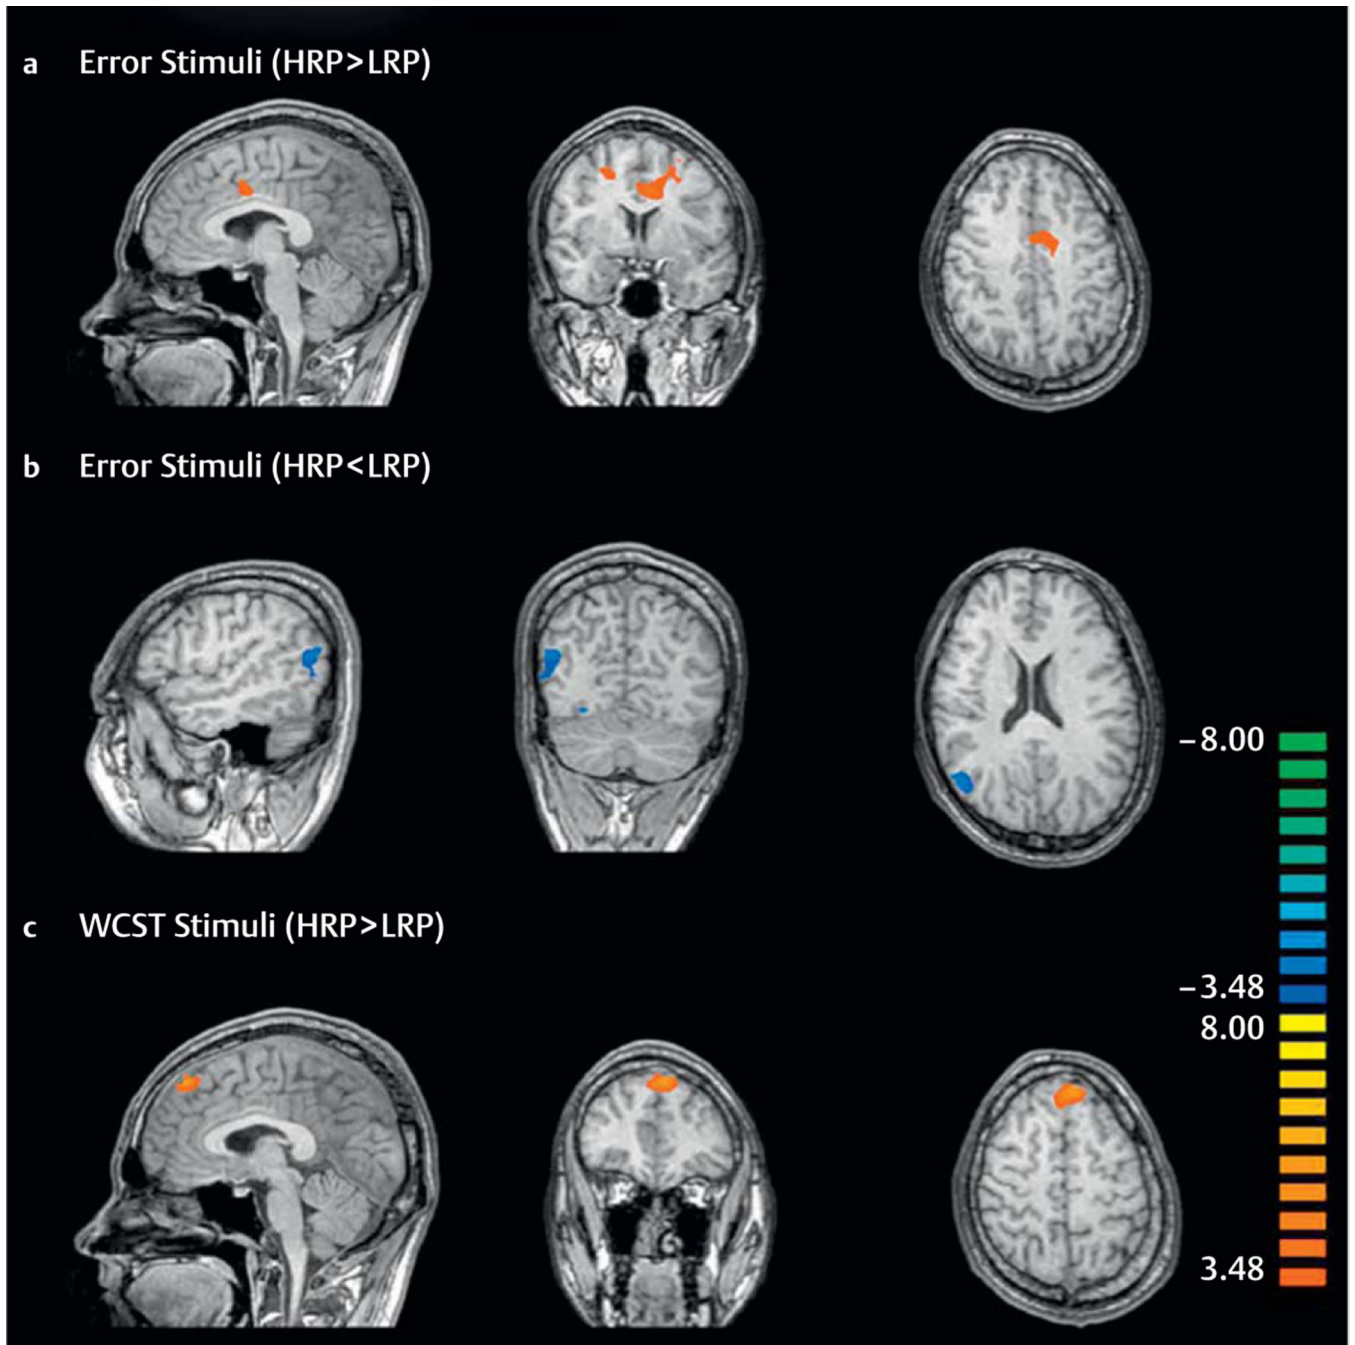 a Error Stimuli (HRP>LRP)
b Error Stimuli (HRP<LRP)
−8.00
c WCST Stimuli (HRP>LRP)
−3.48
8.00
3.48